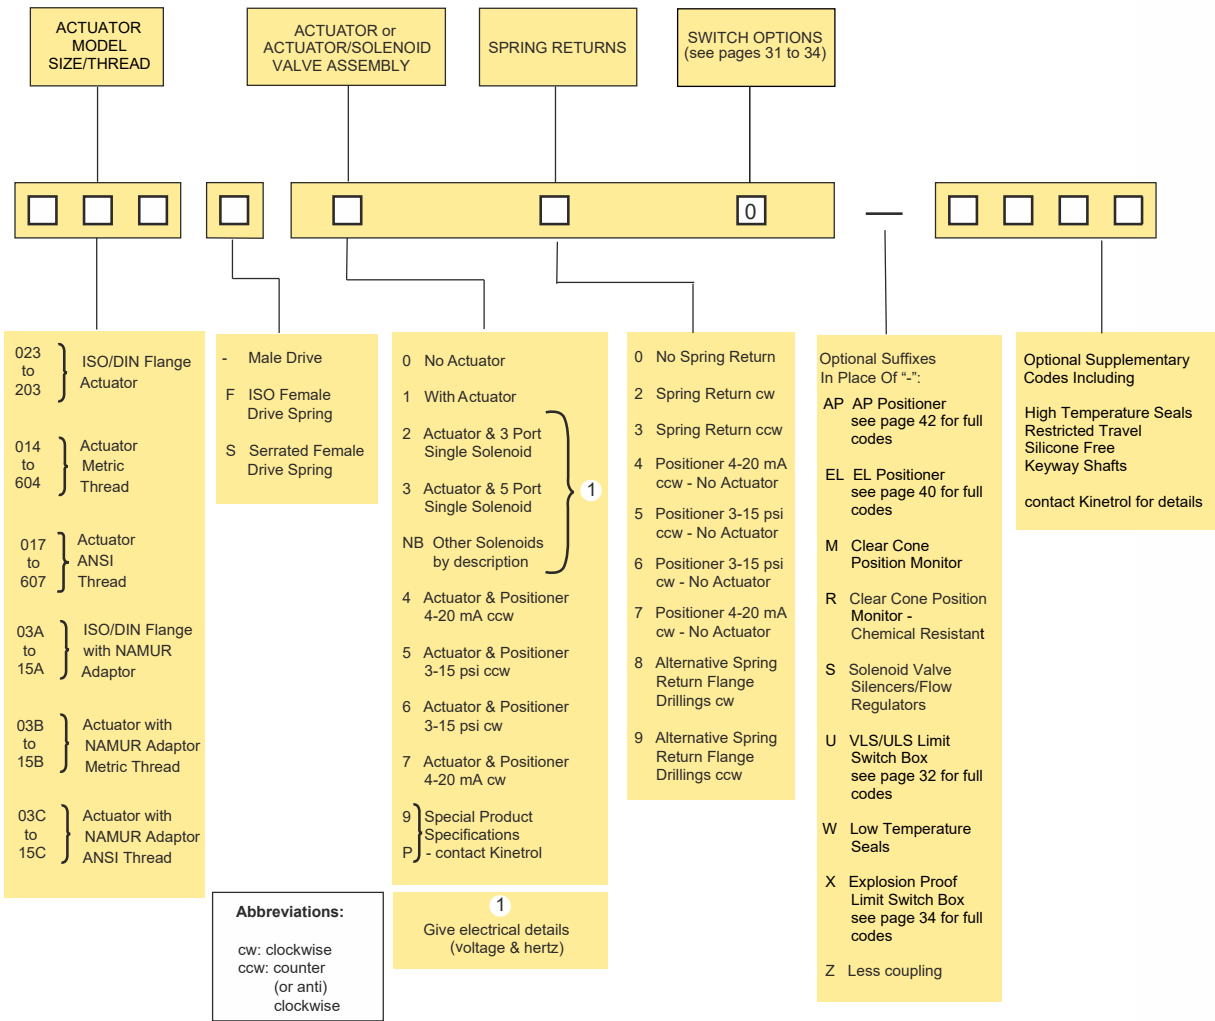 ACTUATOR
MODEL
SIZE/THREAD
ACTUATOR or
ACTUATOR/SOLENOID
VALVE ASSEMBLY
SPRING RETURNS
SWITCH OPTIONS
(see pages 31 to 34)
0
—
023
to
203
ISO/DIN Flange
Actuator
014
to
604
Actuator
Metric
Thread
017
to
607
Actuator
ANSI
Thread
03A
to
15A
ISO/DIN Flange
with NAMUR
Adaptor
03B
to
15B
Actuator with
NAMUR Adaptor
Metric Thread
03C
to
15C
Actuator with
NAMUR Adaptor
ANSI Thread
- Male Drive
F ISO Female
Drive Spring
S Serrated Female
Drive Spring
0 No Actuator
1 With Actuator
2 Actuator & 3 Port
Single Solenoid
3 Actuator & 5 Port
Single Solenoid
NB Other Solenoids
by description
1
4 Actuator & Positioner
4-20 mA ccw
5 Actuator & Positioner
3-15 psi ccw
6 Actuator & Positioner
3-15 psi cw
7 Actuator & Positioner
4-20 mA cw
9 Special Product
Specifications
P - contact Kinetrol
1
Give electrical details
(voltage & hertz)
Abbreviations:
cw: clockwise
ccw: counter
(or anti)
clockwise
0 No Spring Return
2 Spring Return cw
3 Spring Return ccw
4 Positioner 4-20 mA
ccw - No Actuator
5 Positioner 3-15 psi
ccw - No Actuator
6 Positioner 3-15 psi
cw - No Actuator
7 Positioner 4-20 mA
cw - No Actuator
8 Alternative Spring
Return Flange
Drillings cw
9 Alternative Spring
Return Flange
Drillings ccw
Optional Suffixes
In Place Of “-”:
AP AP Positioner
see page 42 for full
codes
EL EL Positioner
see page 40 for full
codes
M Clear Cone
Position Monitor
R Clear Cone Position
Monitor -
Chemical Resistant
S Solenoid Valve
Silencers/Flow
Regulators
U VLS/ULS Limit
Switch Box
see page 32 for full
codes
W Low Temperature
Seals
X Explosion Proof
Limit Switch Box
see page 34 for full
codes
Z Less coupling
Optional Supplementary
Codes Including
High Temperature Seals
Restricted Travel
Silicone Free
Keyway Shafts
contact Kinetrol for details